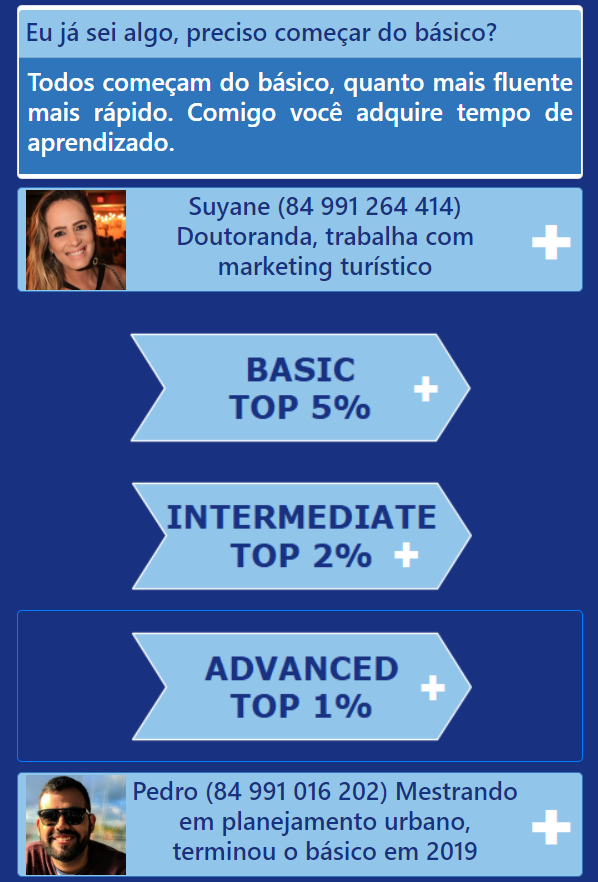 Eu já sei algo, preciso começar do básico?
Todos começam do básico, quanto mais fluente
mais rápido. Comigo você adquire tempo de
aprendizado.
Suyane (84 991 264 414)
Doutoranda, trabalha com
marketing turístico
BASIC
TOP 5%
INTERMEDIATE
TOP 2%
ADVANCED
TOP 1%
Pedro (84 991 016 202) Mestrando
em planejamento urbano,
terminou o básico em 2019